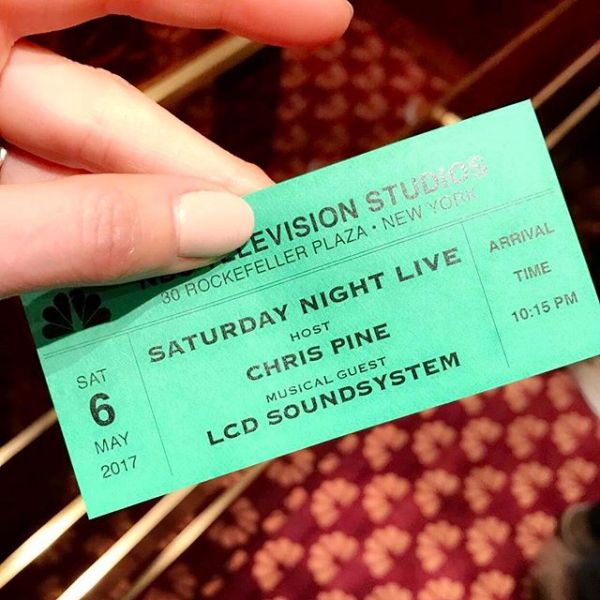 TELEVISION STUDIOS
30 ROCKEFELLER PLAZA • NEW YORK
SATURDAY NIGHT LIVE
HOST
CHRIS PINE
MUSICAL GUEST
LCD SOUNDSYSTEM
SAT
6
MAY
2017
ARRIVAL
TIME
10:15 PM